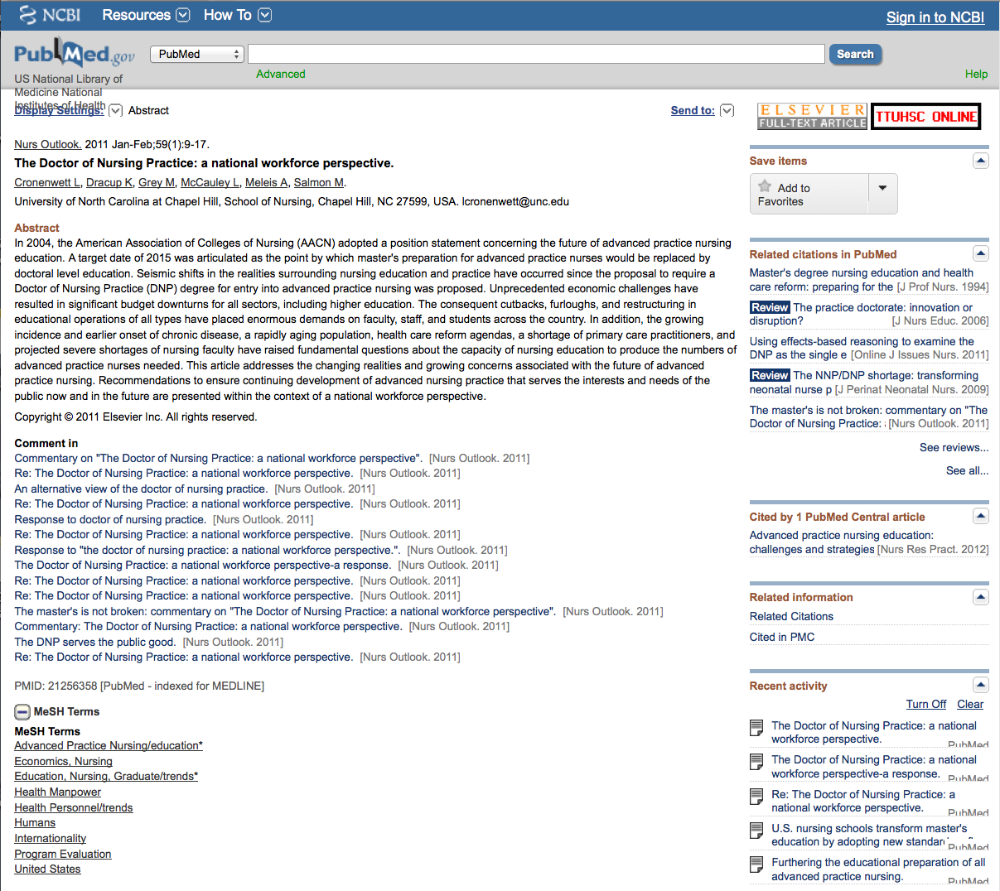 NCBI Resources How To Sign in to NCBI
PubMed.gov PubMed Search
US National Library of
Medicine National
Institutes of Health
Advanced Help
Display Settings: Abstract Send to:
Nurs Outlook. 2011 Jan-Feb;59(1):9-17.
The Doctor of Nursing Practice: a national workforce perspective.
Cronenwett L, Dracup K, Grey M, McCauley L, Meleis A, Salmon M.
University of North Carolina at Chapel Hill, School of Nursing, Chapel Hill, NC 27599, USA. lcronenwett@unc.edu
Abstract
In 2004, the American Association of Colleges of Nursing (AACN) adopted a position statement concerning the future of advanced practice nursing
education. A target date of 2015 was articulated as the point by which master's preparation for advanced practice nurses would be replaced by
doctoral level education. Seismic shifts in the realities surrounding nursing education and practice have occurred since the proposal to require a
Doctor of Nursing Practice (DNP) degree for entry into advanced practice nursing was proposed. Unprecedented economic challenges have
resulted in significant budget downturns for all sectors, including higher education. The consequent cutbacks, furloughs, and restructuring in
educational operations of all types have placed enormous demands on faculty, staff, and students across the country. In addition, the growing
incidence and earlier onset of chronic disease, a rapidly aging population, health care reform agendas, a shortage of primary care practitioners, and
projected severe shortages of nursing faculty have raised fundamental questions about the capacity of nursing education to produce the numbers of
advanced practice nurses needed. This article addresses the changing realities and growing concerns associated with the future of advanced
practice nursing. Recommendations to ensure continuing development of advanced nursing practice that serves the interests and needs of the
public now and in the future are presented within the context of a national workforce perspective.
Copyright © 2011 Elsevier Inc. All rights reserved.
Comment in
Commentary on "The Doctor of Nursing Practice: a national workforce perspective". [Nurs Outlook. 2011]
Re: The Doctor of Nursing Practice: a national workforce perspective. [Nurs Outlook. 2011]
An alternative view of the doctor of nursing practice. [Nurs Outlook. 2011]
Re: The Doctor of Nursing Practice: a national workforce perspective. [Nurs Outlook. 2011]
Response to doctor of nursing practice. [Nurs Outlook. 2011]
Re: The Doctor of Nursing Practice: a national workforce perspective. [Nurs Outlook. 2011]
Response to "the doctor of nursing practice: a national workforce perspective.". [Nurs Outlook. 2011]
The Doctor of Nursing Practice: a national workforce perspective-a response. [Nurs Outlook. 2011]
Re: The Doctor of Nursing Practice: a national workforce perspective. [Nurs Outlook. 2011]
Re: The Doctor of Nursing Practice: a national workforce perspective. [Nurs Outlook. 2011]
The master's is not broken: commentary on "The Doctor of Nursing Practice: a national workforce perspective". [Nurs Outlook. 2011]
Commentary: The Doctor of Nursing Practice: a national workforce perspective. [Nurs Outlook. 2011]
The DNP serves the public good. [Nurs Outlook. 2011]
Re: The Doctor of Nursing Practice: a national workforce perspective. [Nurs Outlook. 2011]
PMID: 21256358 [PubMed - indexed for MEDLINE]
MeSH Terms
MeSH Terms
Advanced Practice Nursing/education*
Economics, Nursing
Education, Nursing, Graduate/trends*
Health Manpower
Health Personnel/trends
Humans
Internationality
Program Evaluation
United States
ELSEVIER
FULL-TEXT ARTICLE
TTUHSC ONLINE
Save items
Add to
Favorites
Related citations in PubMed
Master's degree nursing education and health
care reform: preparing for the [J Prof Nurs. 1994]
Review The practice doctorate: innovation or
disruption? [J Nurs Educ. 2006]
Using effects-based reasoning to examine the
DNP as the single e [Online J Issues Nurs. 2011]
Review The NNP/DNP shortage: transforming
neonatal nurse p [J Perinat Neonatal Nurs. 2009]
The master's is not broken: commentary on "The
Doctor of Nursing Practice: [Nurs Outlook. 2011]
See reviews...
See all...
Cited by 1 PubMed Central article
Advanced practice nursing education:
challenges and strategies [Nurs Res Pract. 2012]
Related information
Related Citations
Cited in PMC
Recent activity
Turn Off Clear
The Doctor of Nursing Practice: a national
workforce perspective. PubMed
The Doctor of Nursing Practice: a national
workforce perspective-a response. PubMed
Re: The Doctor of Nursing Practice: a
national workforce perspective. PubMed
U.S. nursing schools transform master's
education by adopting new standar PubMed
Furthering the educational preparation of all
advanced practice nursing. PubMed